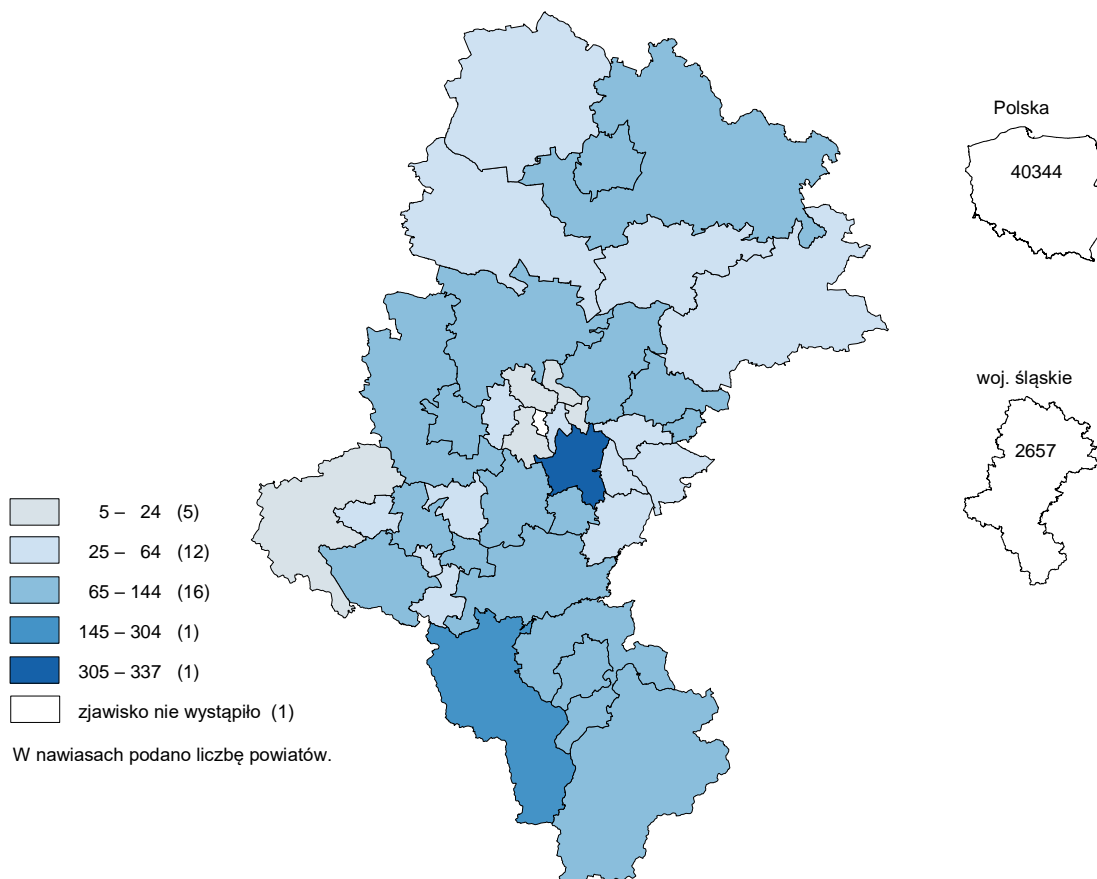 Polska
40344
woj. śląskie
2657
5 – 24 (5)
25 – 64 (12)
65 – 144 (16)
145 – 304 (1)
305 – 337 (1)
zjawisko nie wystąpiło (1)
W nawiasach podano liczbę powiatów.